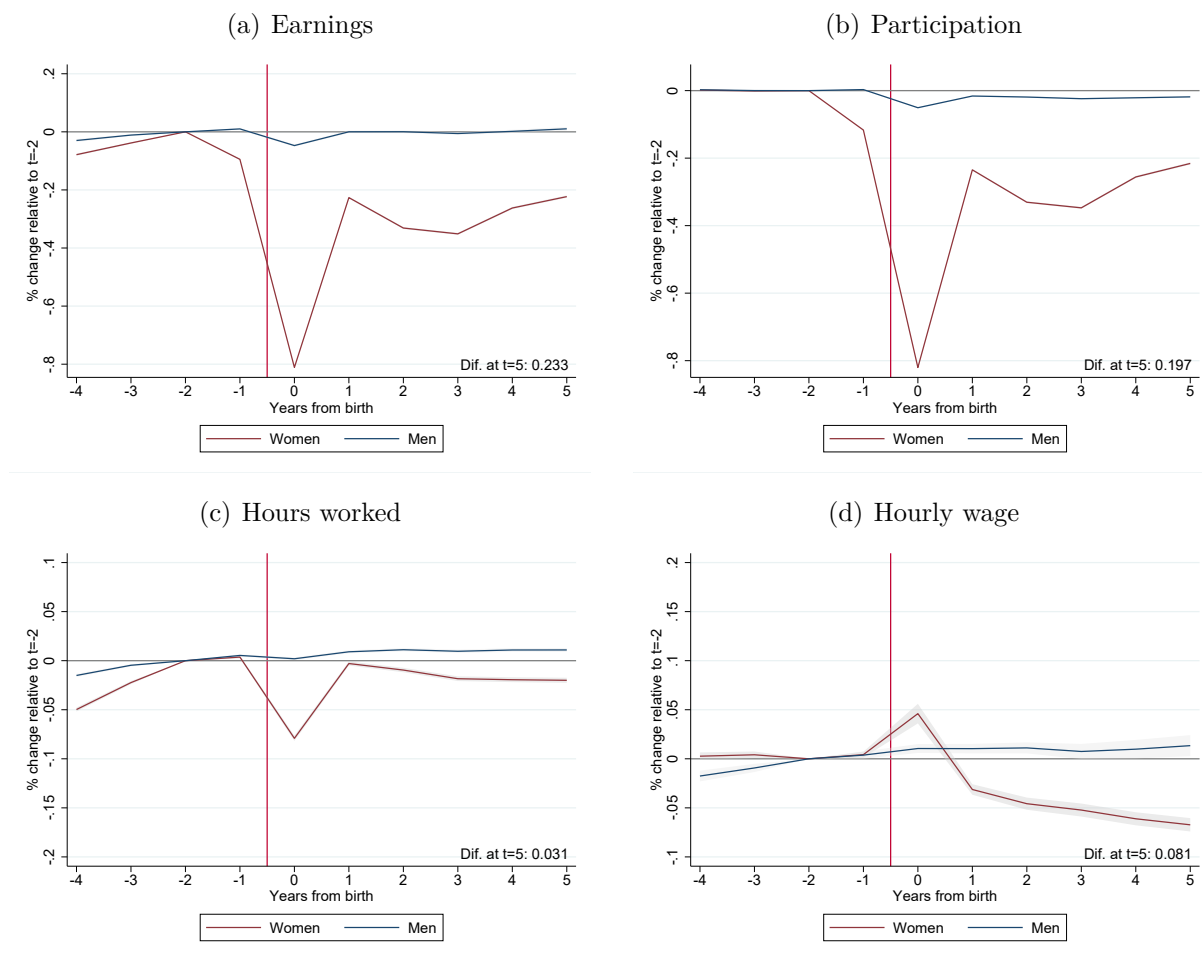 (a) Earnings
% change relative to t=-2
.2
0
-.2
-.4
-.6
-.8
Dif. at t=5: 0.233
-4 -3 -2 -1 0 1 2 3 4 5
Years from birth
Women Men
(b) Participation
% change relative to t=-2
0
-.2
-.4
-.6
-.8
Dif. at t=5: 0.197
-4 -3 -2 -1 0 1 2 3 4 5
Years from birth
Women Men
(c) Hours worked
% change relative to t=-2
.1
.05
0
-.05
-.1
-.15
-.2
Dif. at t=5: 0.031
-4 -3 -2 -1 0 1 2 3 4 5
Years from birth
Women Men
(d) Hourly wage
% change relative to t=-2
.2
.15
.1
.05
0
-.05
-.1
Dif. at t=5: 0.081
-4 -3 -2 -1 0 1 2 3 4 5
Years from birth
Women Men